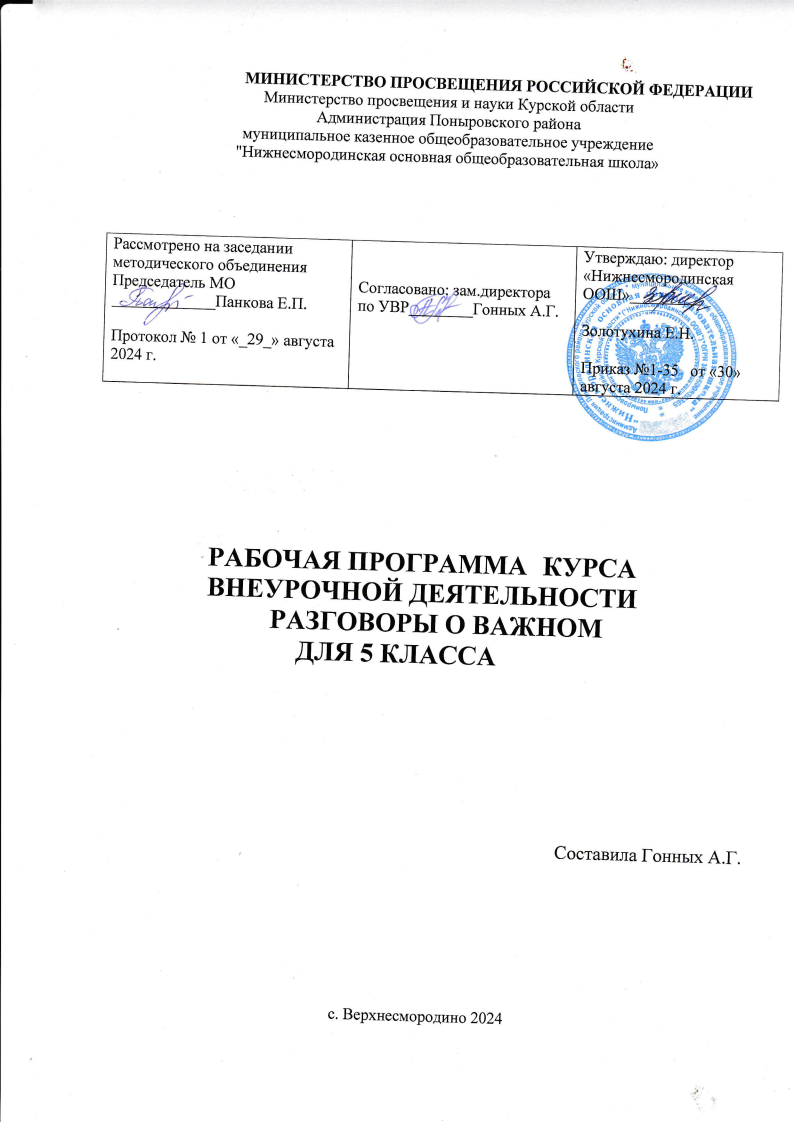 МИНИСТЕРСТВО ПРОСВЕЩЕНИЯ РОССИЙСКОЙ ФЕДЕРАЦИИ
Министерство просвещения и науки Курской области
Администрация Поныровского района
муниципальное казенное общеобразовательное учреждение
"Нижнесмородинская основная общеобразовательная школа»
Рассмотрено на заседании
методического объединения
Председатель МО
_____________Панкова Е.П.
Протокол № 1 от «_29_» августа
2024 г.
Согласовано: зам.директора
по УВР________Гонных А.Г.
Утверждаю: директор
«Нижнесмородинская
ООШ»__________
Золотухина Е.Н.
Приказ №1-35 от «30»
августа 2024 г.
РАБОЧАЯ ПРОГРАММА КУРСА
ВНЕУРОЧНОЙ ДЕЯТЕЛЬНОСТИ
РАЗГОВОРЫ О ВАЖНОМ
ДЛЯ 5 КЛАССА
Составила Гонных А.Г.
с. Верхнесмородино 2024